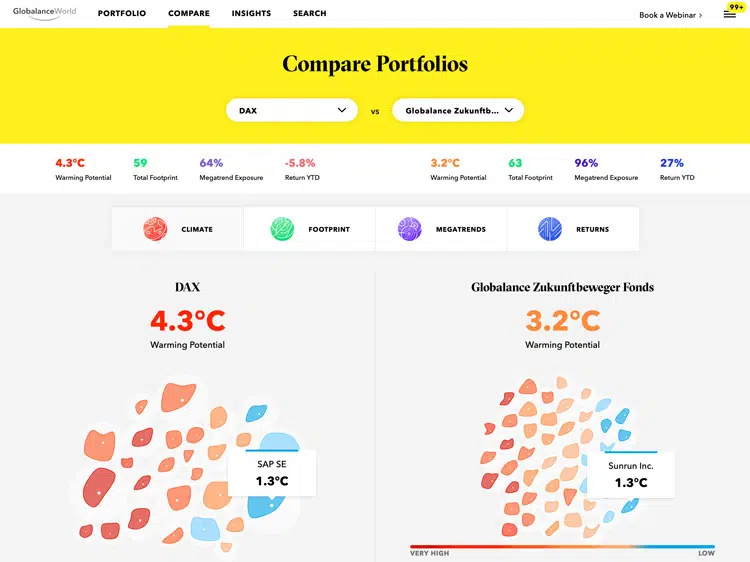 GlobalanceWorld
PORTFOLIO COMPARE INSIGHTS SEARCH
Book a Webinar ›
99+
Compare Portfolios
DAX vs Globalance Zukunftb...
4.3°C 59 64% -5.8% 3.2°C 63 96% 27%
Warming Potential Total Footprint Megatrend Exposure Return YTD Warming Potential Total Footprint Megatrend Exposure Return YTD
CLIMATE FOOTPRINT MEGATRENDS RETURNS
DAX
4.3°C
Warming Potential
SAP SE
1.3°C
Globalance Zukunftbeweger Fonds
3.2°C
Warming Potential
Sunrun Inc.
1.3°C
VERY HIGH LOW